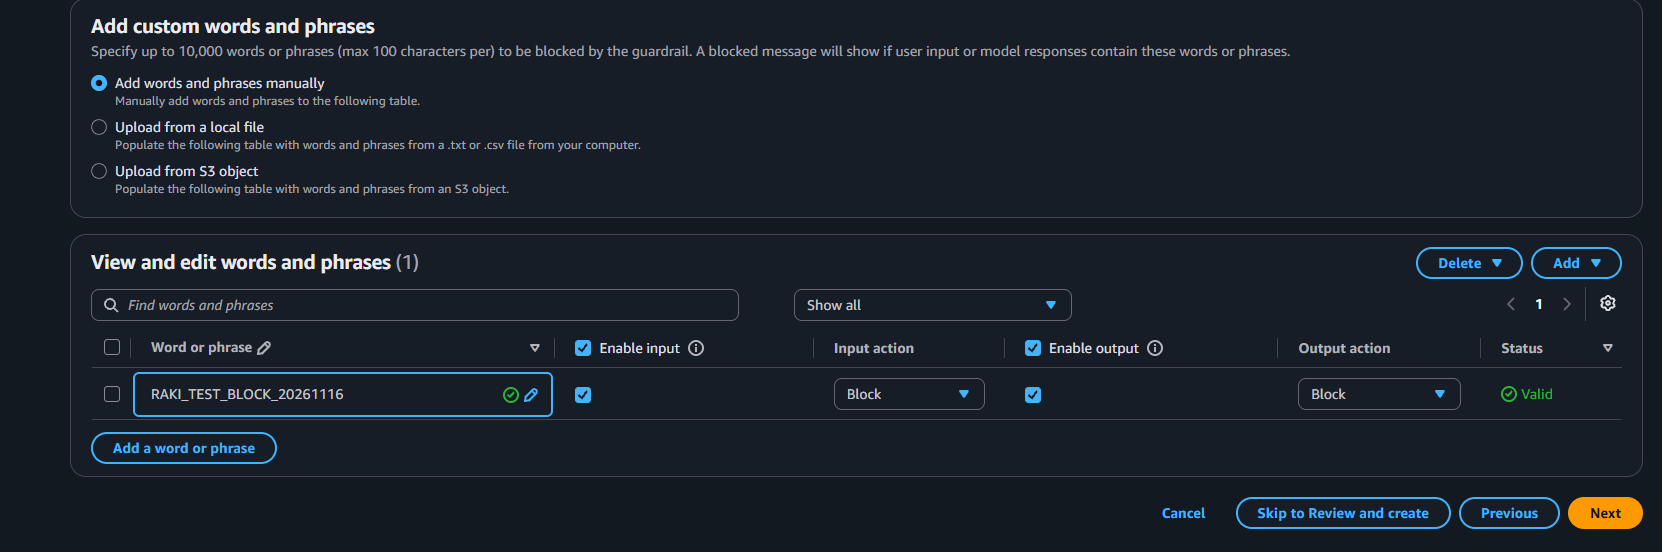 Add custom words and phrases
Specify up to 10,000 words or phrases (max 100 characters per) to be blocked by the guardrail. A blocked message will show if user input or model responses contain these words or phrases.
Add words and phrases manually
Manually add words and phrases to the following table.
Upload from a local file
Populate the following table with words and phrases from a .txt or .csv file from your computer.
Upload from S3 object
Populate the following table with words and phrases from an S3 object.
View and edit words and phrases (1)
Delete
Add
Find words and phrases
Show all
1
Word or phrase
Enable input
Input action
Enable output
Output action
Status
RAKI_TEST_BLOCK_20261116
Block
Block
Valid
Add a word or phrase
Cancel
Skip to Review and create
Previous
Next